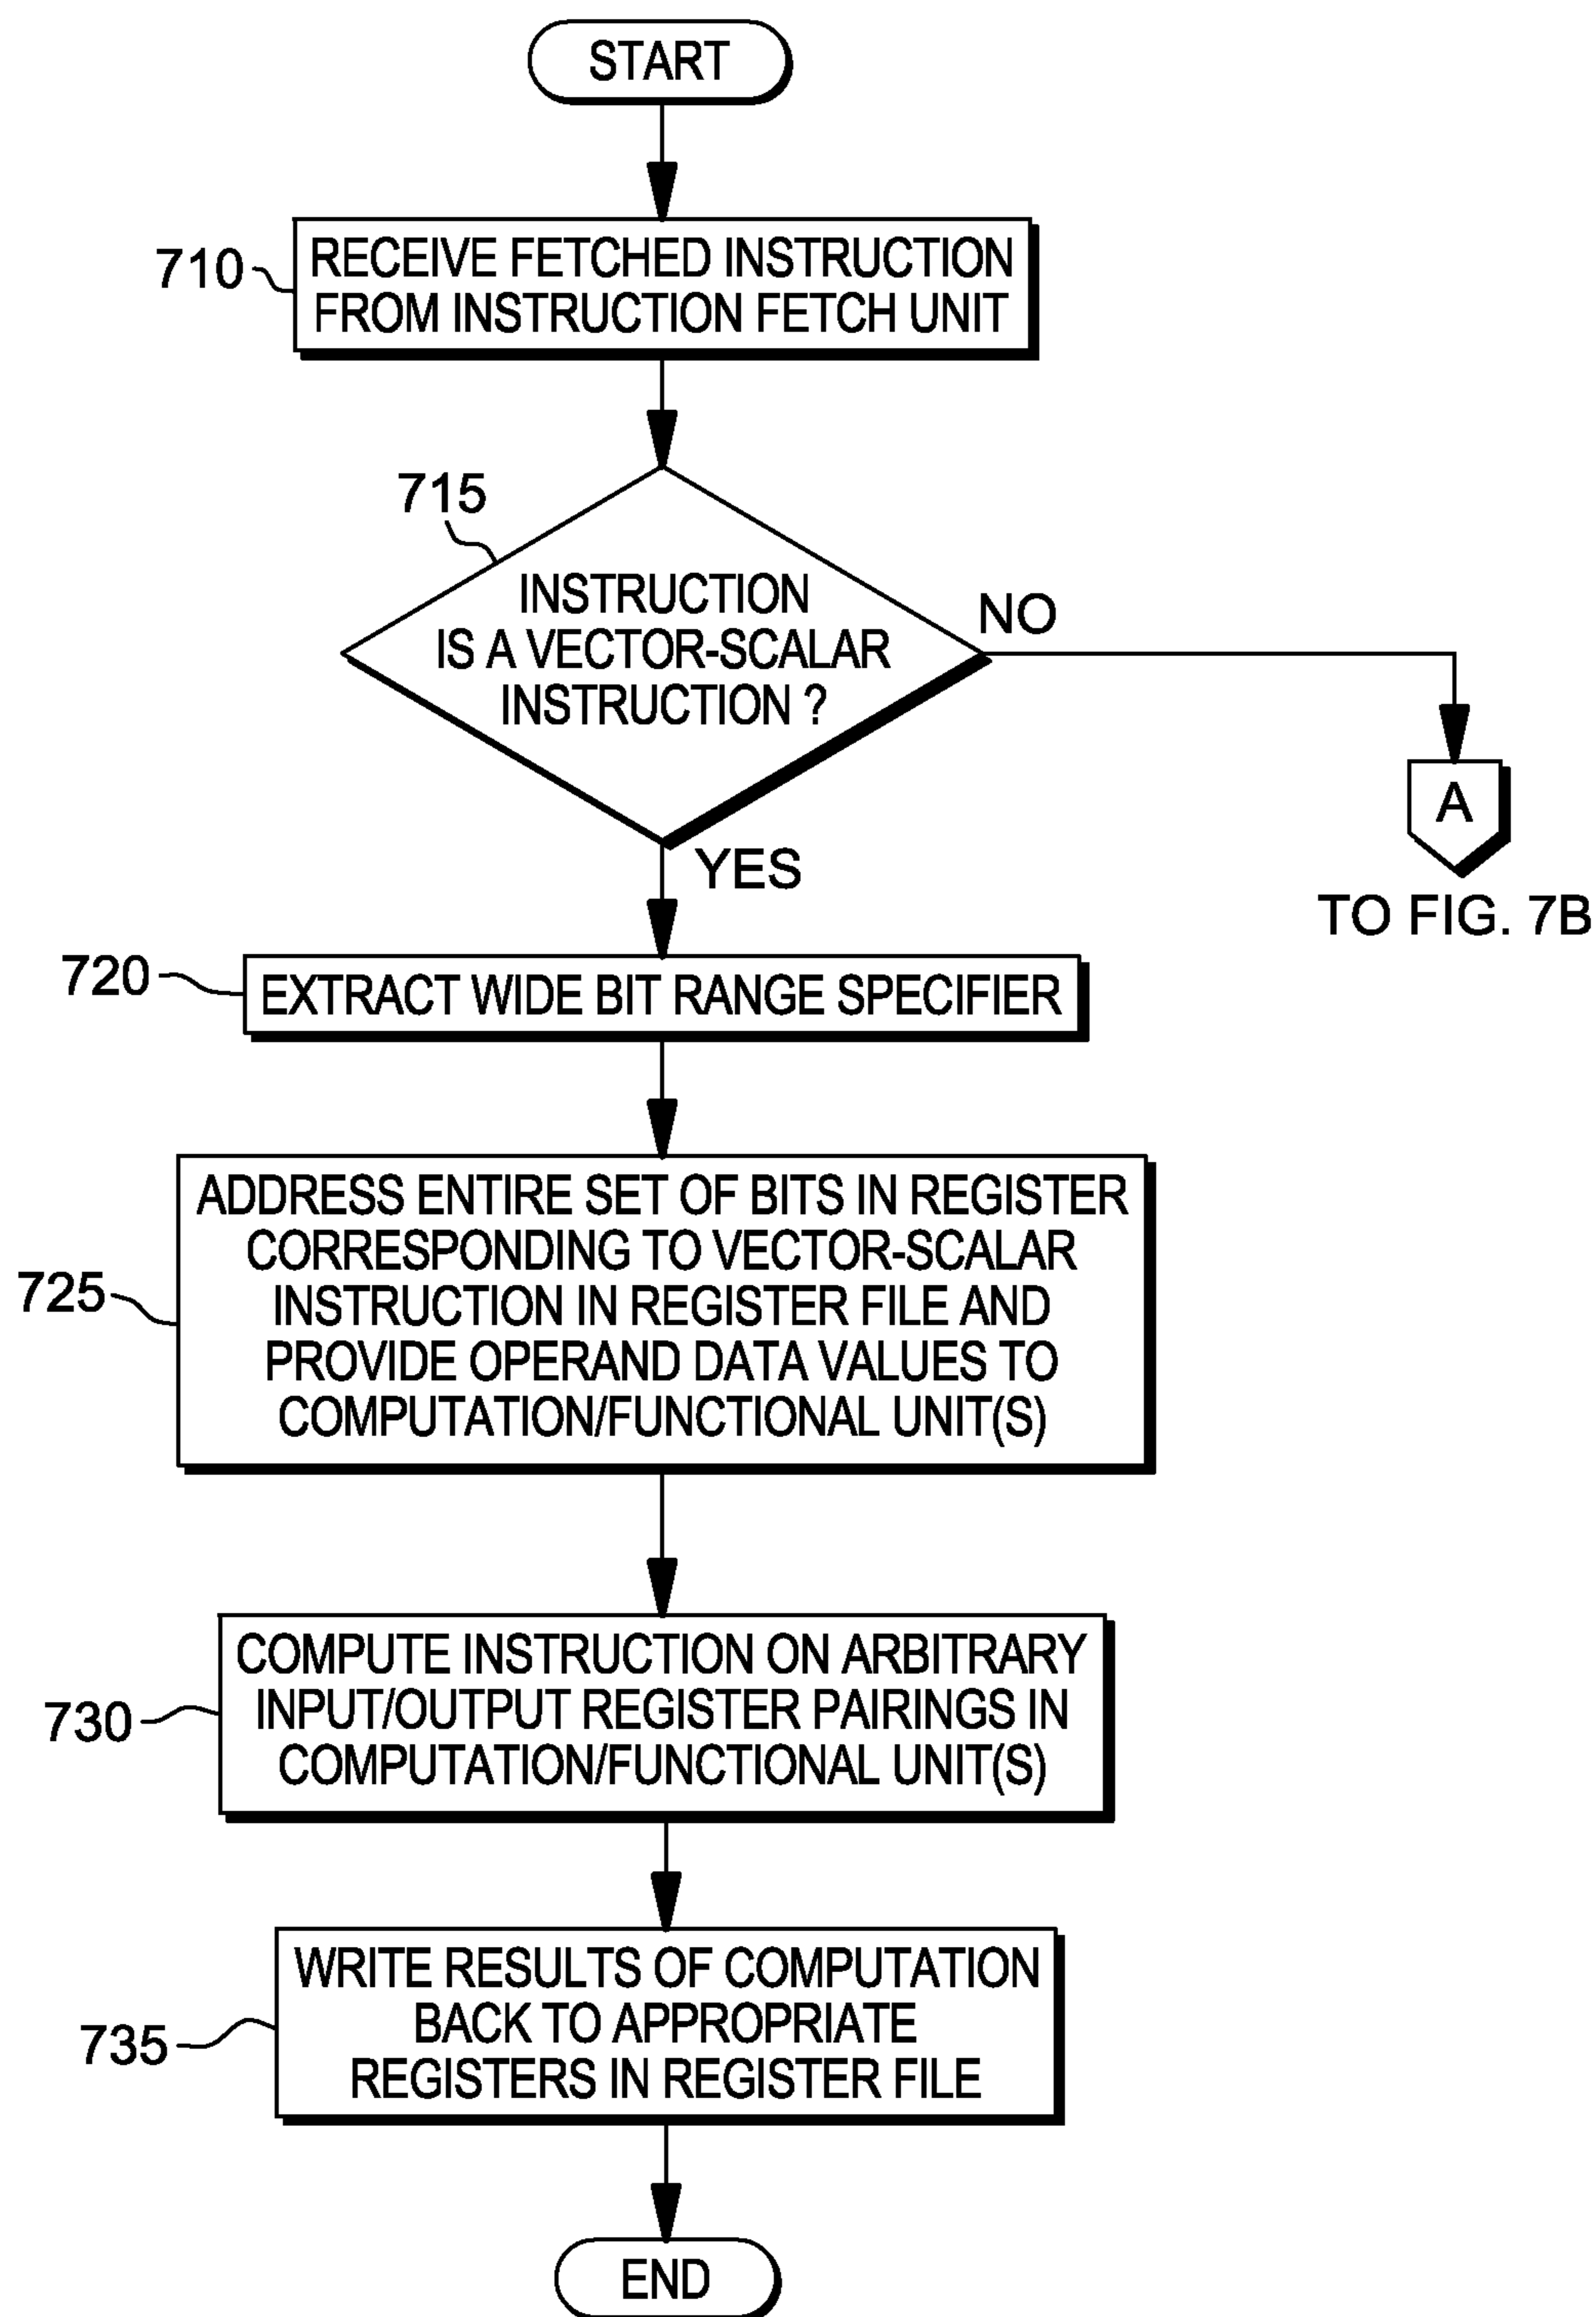 START
710
RECEIVE FETCHED INSTRUCTION
FROM INSTRUCTION FETCH UNIT
715
INSTRUCTION
IS A VECTOR-SCALAR
INSTRUCTION ?
NO
A
TO FIG. 7B
YES
720
EXTRACT WIDE BIT RANGE SPECIFIER
725
ADDRESS ENTIRE SET OF BITS IN REGISTER
CORRESPONDING TO VECTOR-SCALAR
INSTRUCTION IN REGISTER FILE AND
PROVIDE OPERAND DATA VALUES TO
COMPUTATION/FUNCTIONAL UNIT(S)
730
COMPUTE INSTRUCTION ON ARBITRARY
INPUT/OUTPUT REGISTER PAIRINGS IN
COMPUTATION/FUNCTIONAL UNIT(S)
735
WRITE RESULTS OF COMPUTATION
BACK TO APPROPRIATE
REGISTERS IN REGISTER FILE
END